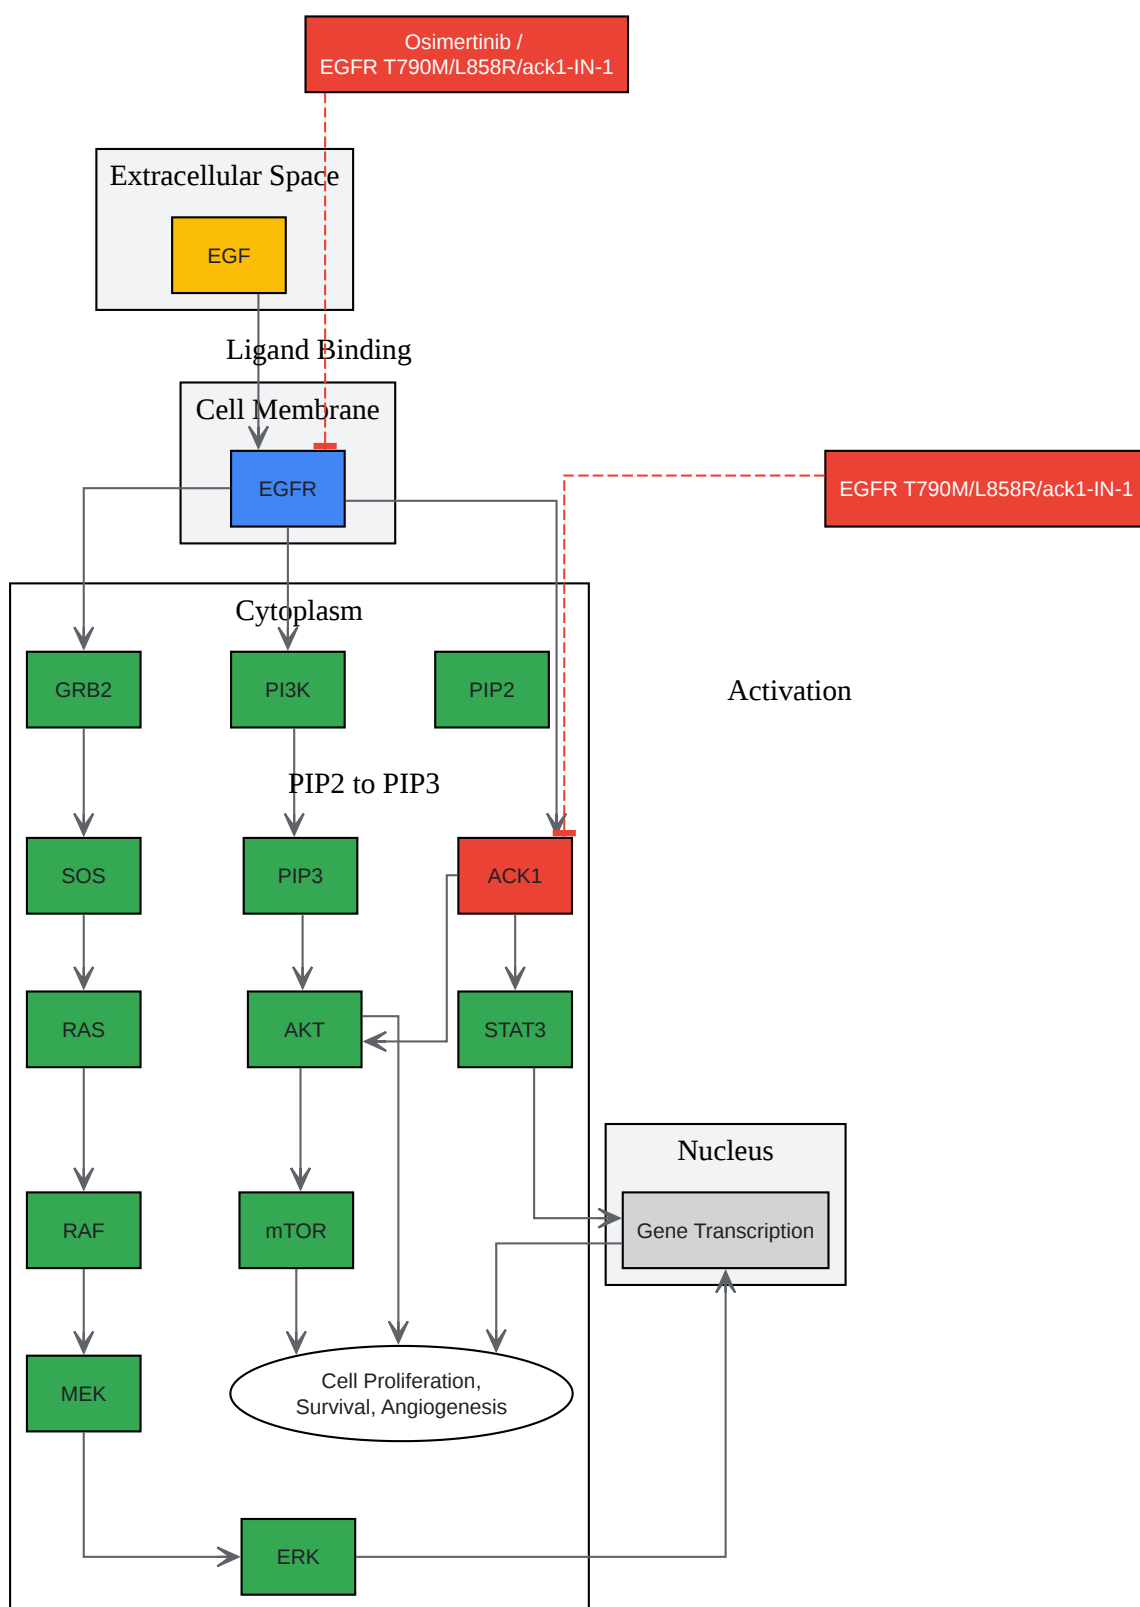 Osimertinib /
EGFR T790M/L858R/ack1-IN-1
Extracellular Space
EGF
Ligand Binding
Cell Membrane
EGFR
EGFR T790M/L858R/ack1-IN-1
Cytoplasm
GRB2
PI3K
PIP2
Activation
PIP2 to PIP3
SOS
PIP3
ACK1
RAS
AKT
STAT3
Nucleus
RAF
mTOR
Gene Transcription
MEK
Cell Proliferation,
Survival, Angiogenesis
ERK